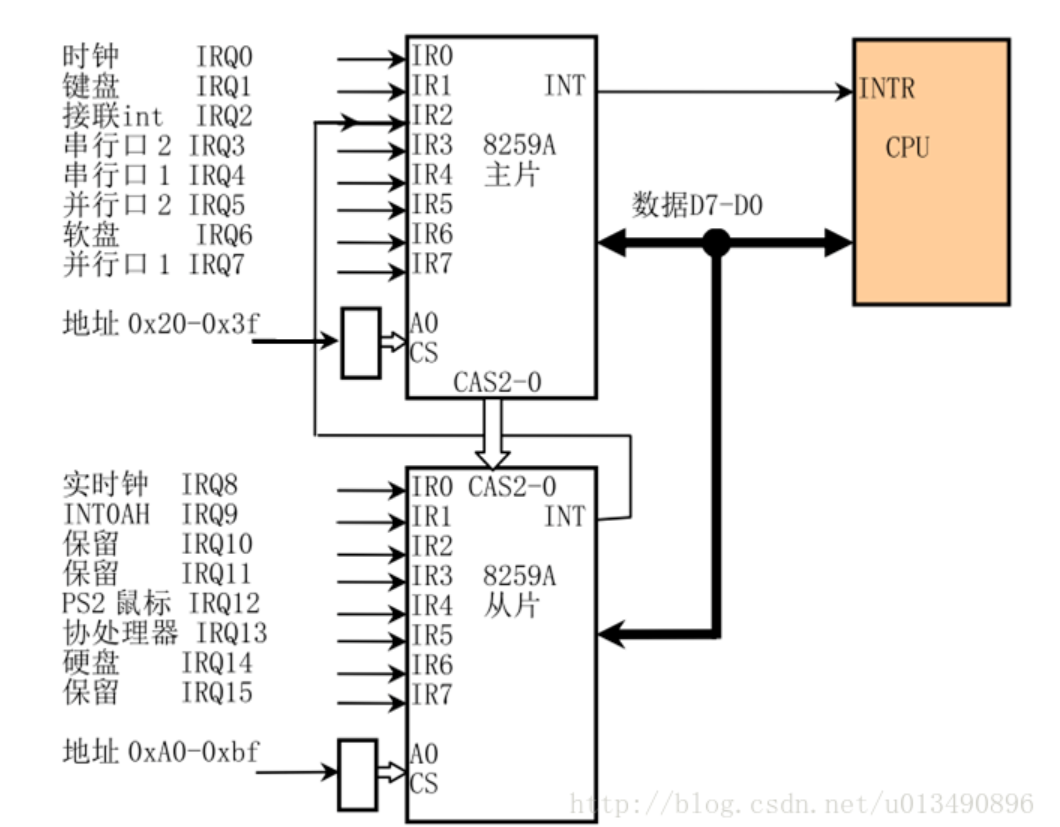 时钟 IRQ0 IR0
键盘 IRQ1 IR1 INT INTR
接联int IRQ2 IR2
串行口 2 IRQ3 IR3 8259A CPU
串行口 1 IRQ4 IR4 主片
并行口 2 IRQ5 IR5 数据D7-D0
软盘 IRQ6 IR6
并行口 1 IRQ7 IR7
地址 0x20-0x3f A0
CS
CAS2-0
实时钟 IRQ8 IR0 CAS2-0
INT0AH IRQ9 IR1 INT
保留 IRQ10 IR2
保留 IRQ11 IR3 8259A
PS2 鼠标 IRQ12 IR4 从片
协处理器 IRQ13 IR5
硬盘 IRQ14 IR6
保留 IRQ15 IR7
地址 0xA0-0xbf A0
CS
http://blog.csdn.net/u013490896